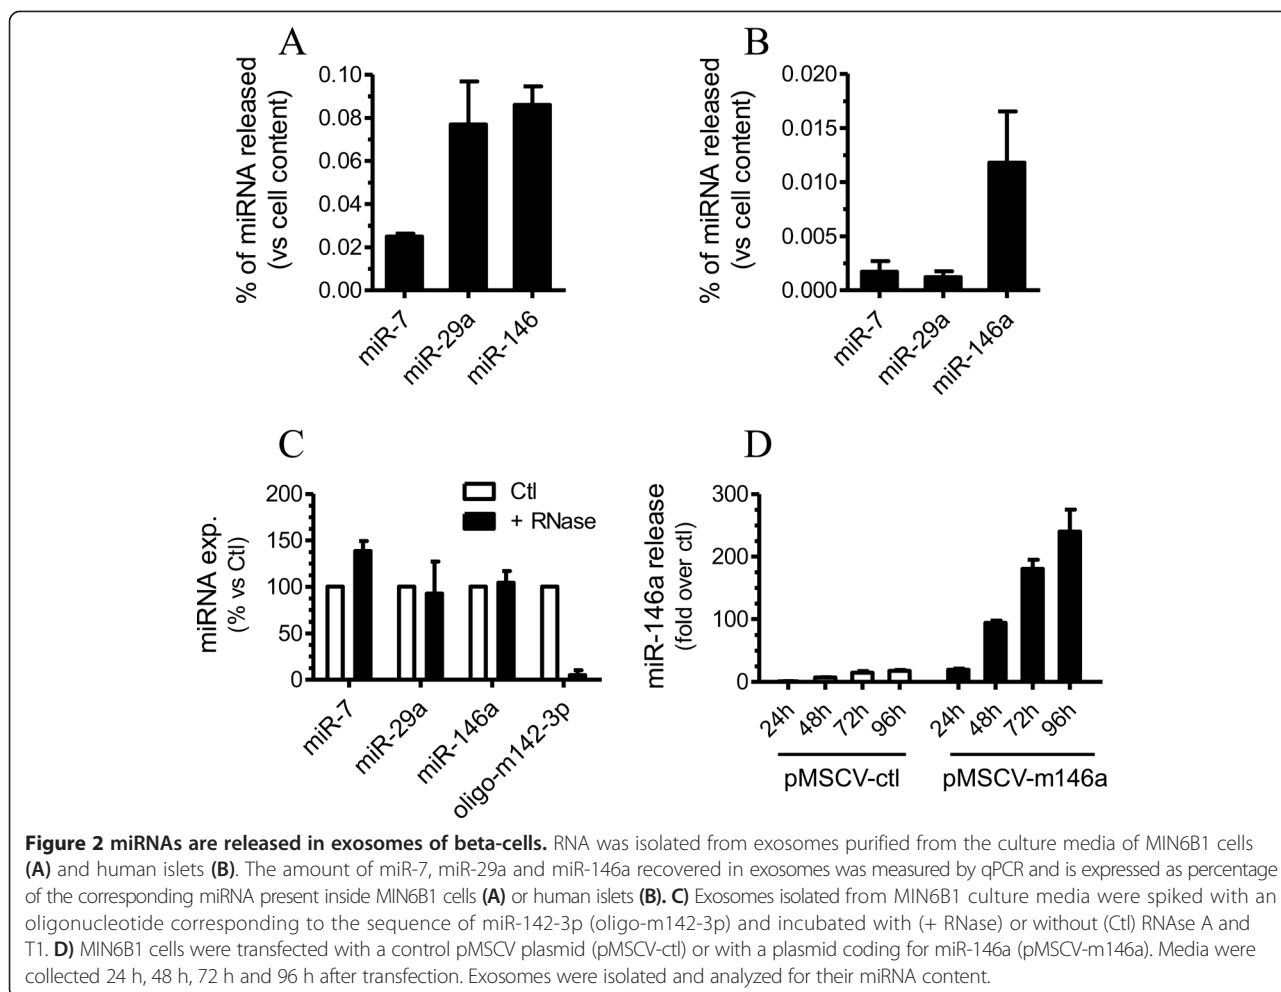 A
% of miRNA released
(vs cell content)
0.10
0.08
0.06
0.04
0.02
0.00
miR-7
miR-29a
miR-146
B
% of miRNA released
(vs cell content)
0.020
0.015
0.010
0.005
0.000
miR-7
miR-29a
miR-146a
C
miRNA exp.
(% vs Ctl)
200
150
100
50
0
Ctl
+ RNase
miR-7
miR-29a
miR-146a
oligo-m142-3p
D
miR-146a release
(fold over ctl)
300
200
100
0
24h
48h
72h
96h
24h
48h
72h
96h
pMSCV-ctl
pMSCV-m146a
Figure 2 miRNAs are released in exosomes of beta-cells. RNA was isolated from exosomes purified from the culture media of MIN6B1 cells
(A) and human islets (B). The amount of miR-7, miR-29a and miR-146a recovered in exosomes was measured by qPCR and is expressed as percentage
of the corresponding miRNA present inside MIN6B1 cells (A) or human islets (B). C) Exosomes isolated from MIN6B1 culture media were spiked with an
oligonucleotide corresponding to the sequence of miR-142-3p (oligo-m142-3p) and incubated with (+ RNase) or without (Ctl) RNAse A and
T1. D) MIN6B1 cells were transfected with a control pMSCV plasmid (pMSCV-ctl) or with a plasmid coding for miR-146a (pMSCV-m146a). Media were
collected 24 h, 48 h, 72 h and 96 h after transfection. Exosomes were isolated and analyzed for their miRNA content.